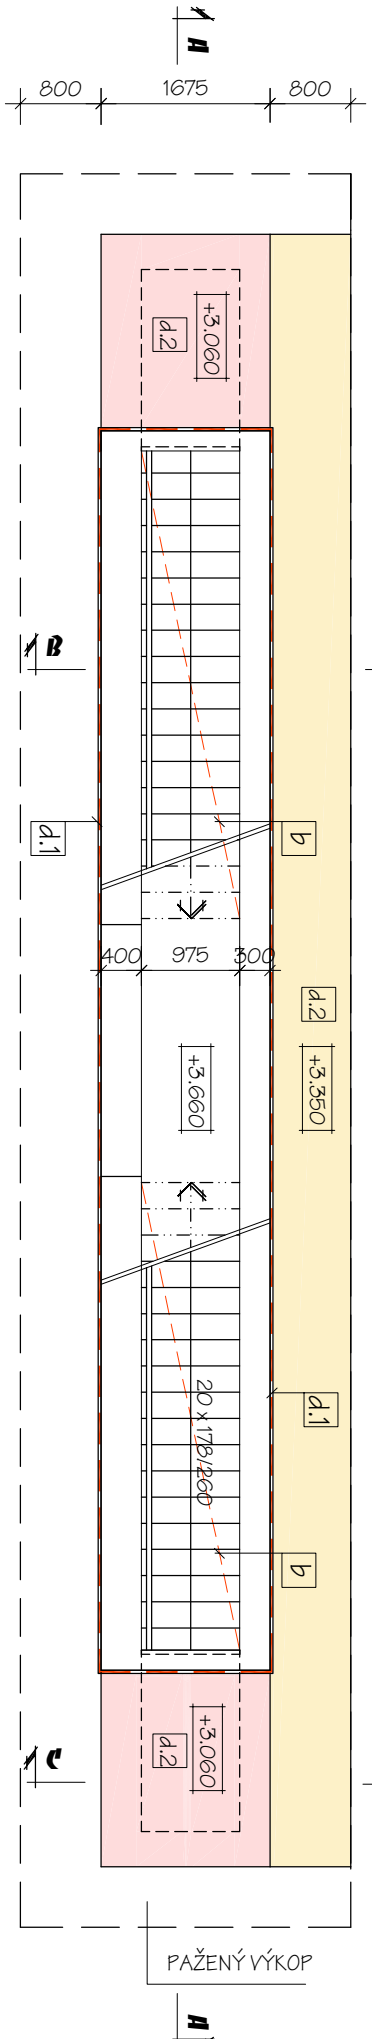 A
800 1675 800
+3.060
d.2
B
d.1
b
400 975 300
d.2
+3.350
+3.660
20 x 178/260
d.1
b
+3.060
d.2
C
PAŽENÝ VÝKOP
A